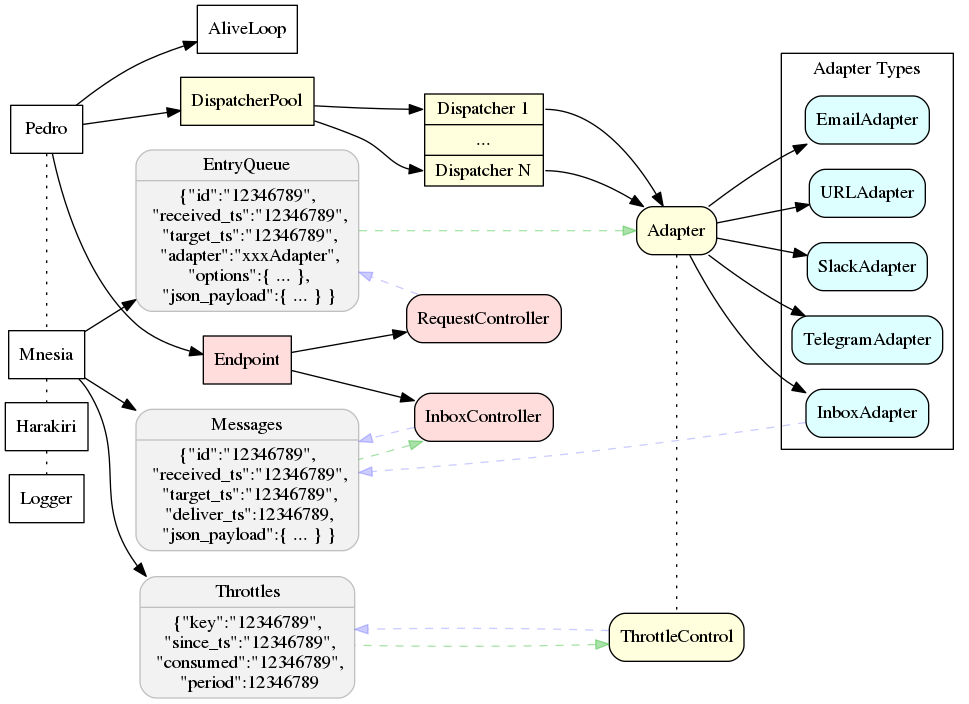 AliveLoop
Pedro
DispatcherPool
Dispatcher 1
...
Dispatcher N
Adapter Types
EmailAdapter
URLAdapter
SlackAdapter
TelegramAdapter
InboxAdapter
Adapter
EntryQueue
{"id":"12346789",
"received_ts":"12346789",
"target_ts":"12346789",
"adapter":"xxxAdapter",
"options":{ ... },
"json_payload":{ ... } }
RequestController
Mnesia
Endpoint
InboxController
Harakiri
Logger
Messages
{"id":"12346789",
"received_ts":"12346789",
"target_ts":"12346789",
"deliver_ts":12346789,
"json_payload":{ ... } }
Throttles
{"key":"12346789",
"since_ts":"12346789",
"consumed":"12346789",
"period":12346789
ThrottleControl